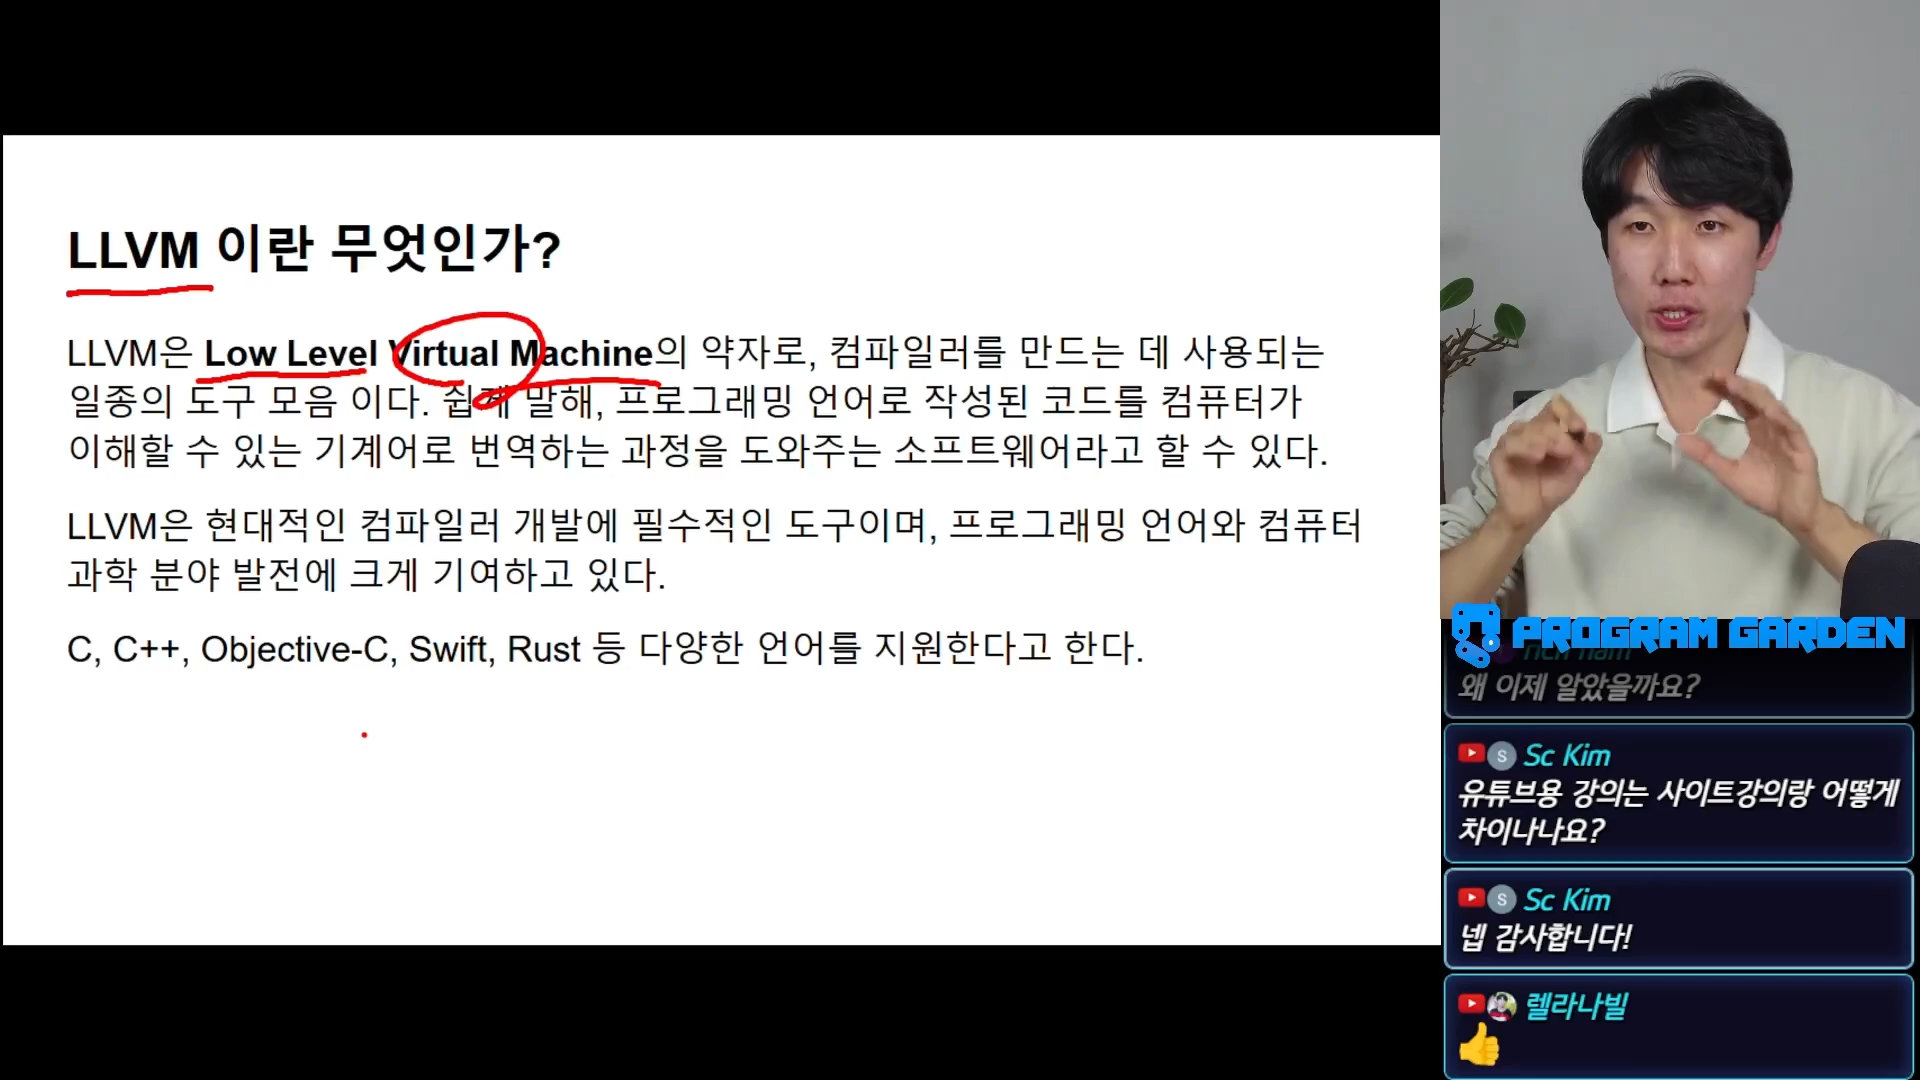 LLVM 이란 무엇인가?
LLVM은 Low Level Virtual Machine의 약자로, 컴파일러를 만드는 데 사용되는
일종의 도구 모음 이다. 쉽게 말해, 프로그래밍 언어로 작성된 코드를 컴퓨터가
이해할 수 있는 기계어로 번역하는 과정을 도와주는 소프트웨어라고 할 수 있다.
LLVM은 현대적인 컴파일러 개발에 필수적인 도구이며, 프로그래밍 언어와 컴퓨터
과학 분야 발전에 크게 기여하고 있다.
C, C++, Objective-C, Swift, Rust 등 다양한 언어를 지원한다고 한다.
PROGRAM GARDEN
왜 이제 알았을까요?
S Sc Kim
유튜브용 강의는 사이트강의랑 어떻게
차이나나요?
S Sc Kim
넵 감사합니다!
렐라나빌